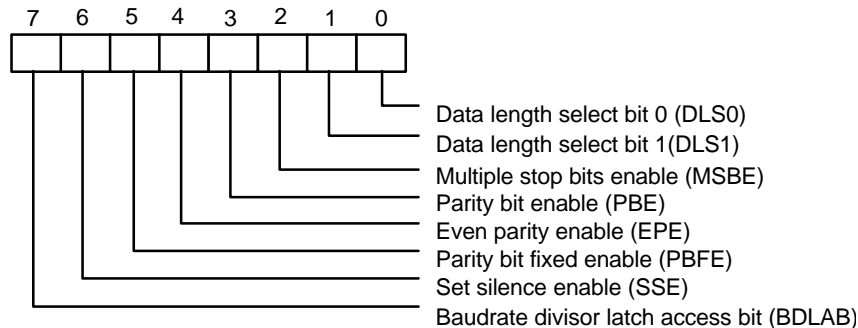 7 6 5 4 3 2 1 0
Data length select bit 0 (DLS0)
Data length select bit 1(DLS1)
Multiple stop bits enable (MSBE)
Parity bit enable (PBE)
Even parity enable (EPE)
Parity bit fixed enable (PBFE)
Set silence enable (SSE)
Baudrate divisor latch access bit (BDLAB)